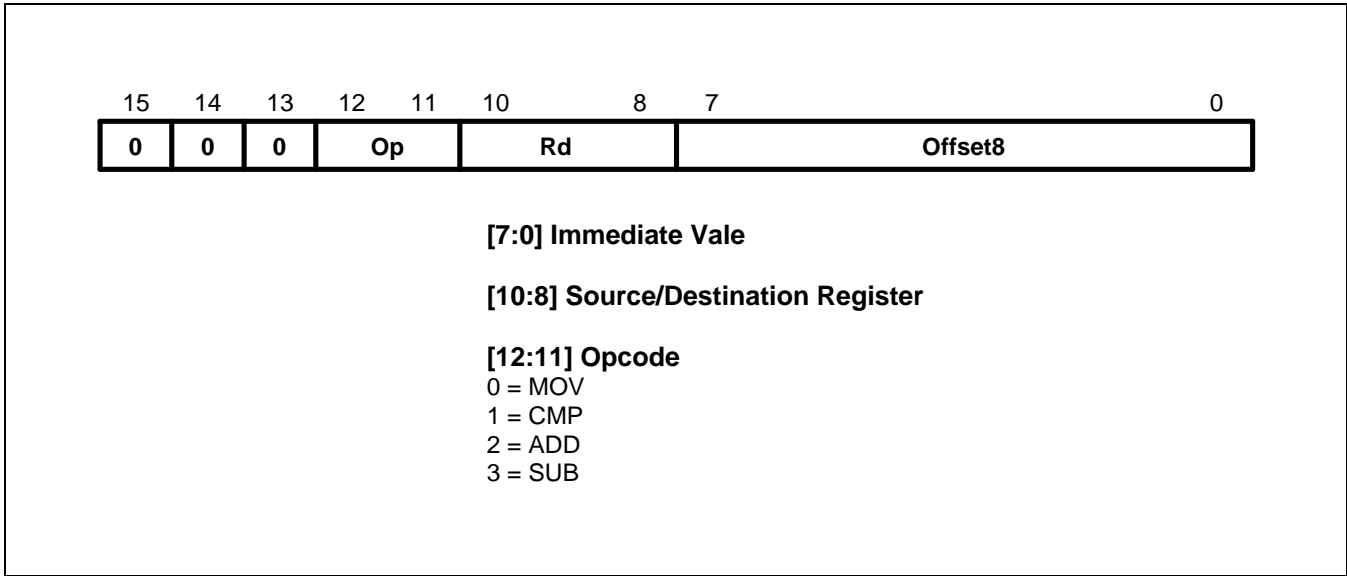 15 14 13 12 11 10 8 7 0
0 0 0 Op Rd Offset8
[7:0] Immediate Vale
[10:8] Source/Destination Register
[12:11] Opcode
0 = MOV
1 = CMP
2 = ADD
3 = SUB